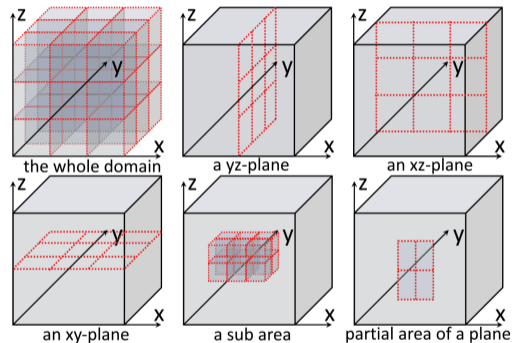 z y x
the whole domain
z y x
a yz-plane
z y x
an xz-plane
z y x
an xy-plane
z y x
a sub area
z y x
partial area of a plane